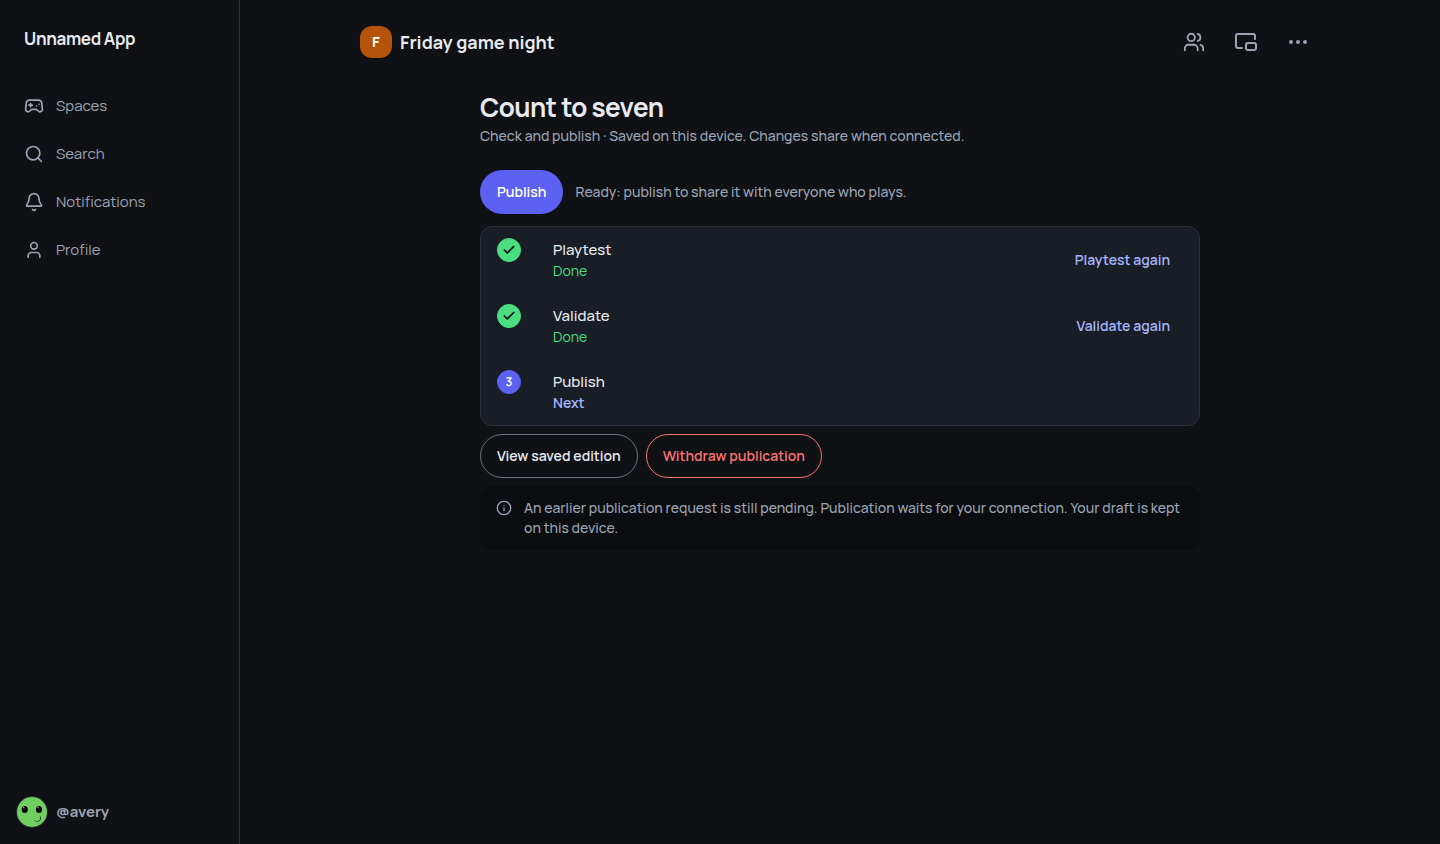 Unnamed App
Spaces
Search
Notifications
Profile
@avery
F Friday game night
Count to seven
Check and publish · Saved on this device. Changes share when connected.
Publish Ready: publish to share it with everyone who plays.
Playtest
Done
Playtest again
Validate
Done
Validate again
3 Publish
Next
View saved edition Withdraw publication
An earlier publication request is still pending. Publication waits for your connection. Your draft is kept
on this device.